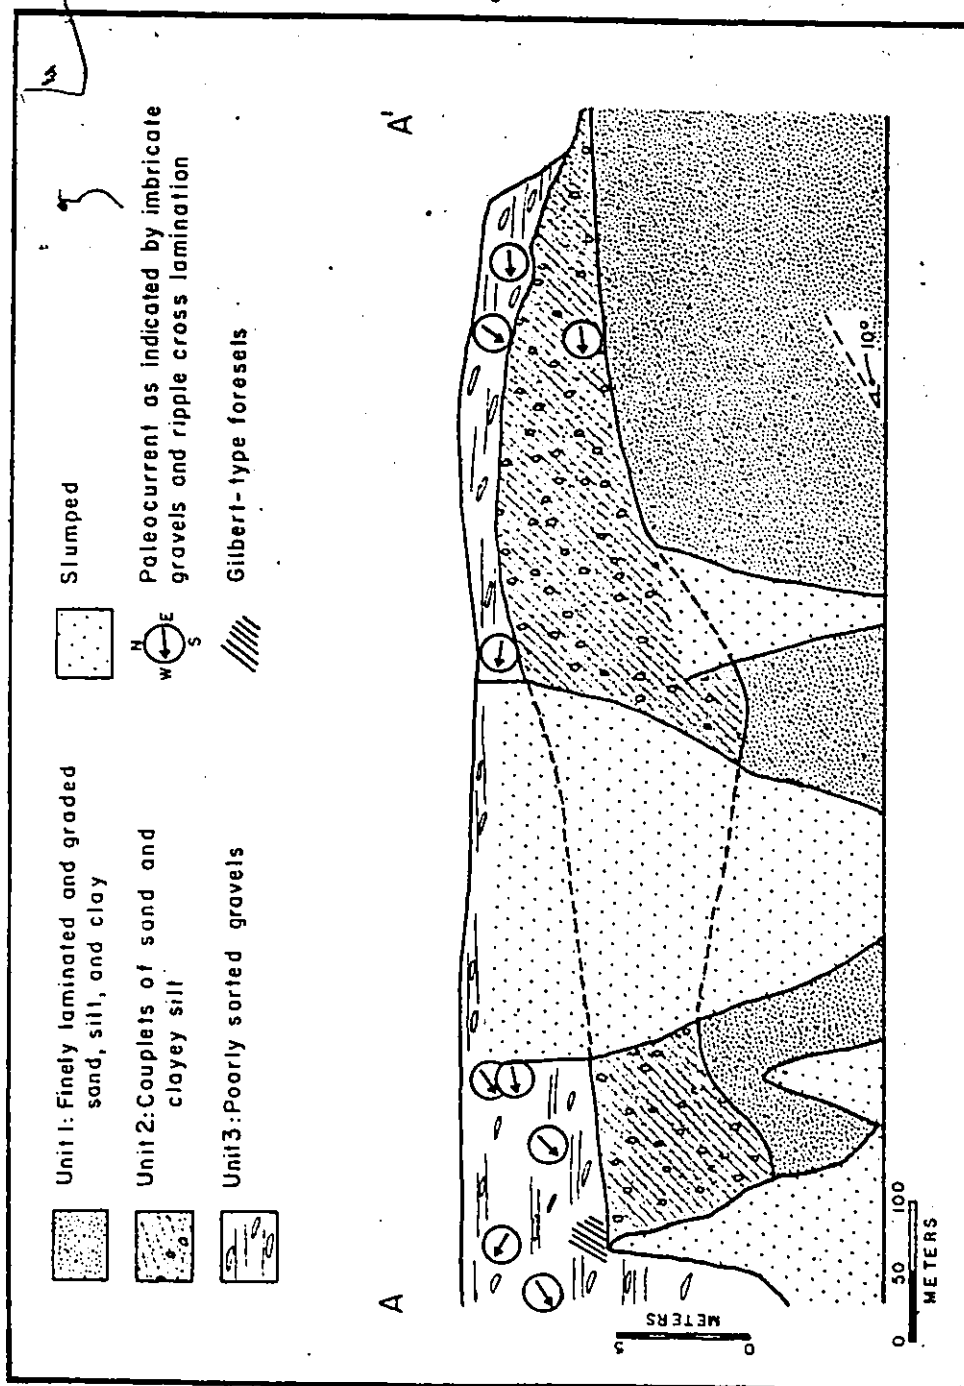 Unit 1: Finely laminated and graded
sand, silt, and clay
Unit 2: Couplets of sand and
clayey silt
Unit 3: Poorly sorted gravels
Slumped
N
W E
S
Paleocurrent as indicated by imbricate
gravels and ripple cross lamination
Gilbert-type foresets
A
A'
10°
5
0
METERS
0 50 100
METERS